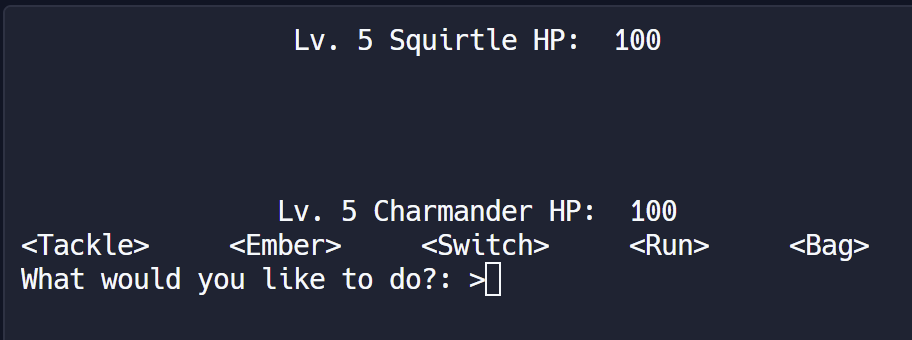 Lv. 5 Squirtle HP:  100
Lv. 5 Charmander HP:  100
<Tackle>     <Ember>     <Switch>     <Run>     <Bag>
What would you like to do?: >